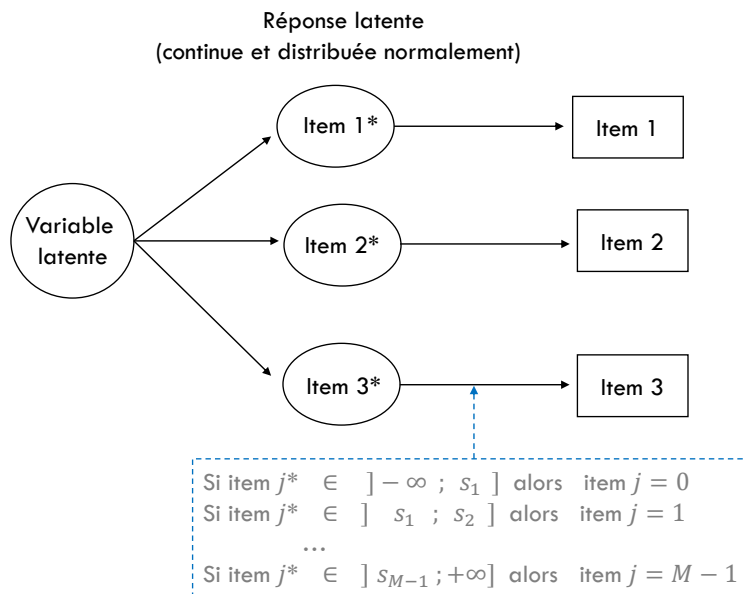 Réponse latente
(continue et distribuée normalement)
Item 1*
Item 1
Variable
latente
Item 2*
Item 2
Item 3*
Item 3
Si item j* ∈ ] − ∞ ; s₁ ] alors item j = 0
Si item j* ∈ ] s₁ ; s₂ ] alors item j = 1
...
Si item j* ∈ ] s_{M−1} ; +∞] alors item j = M − 1